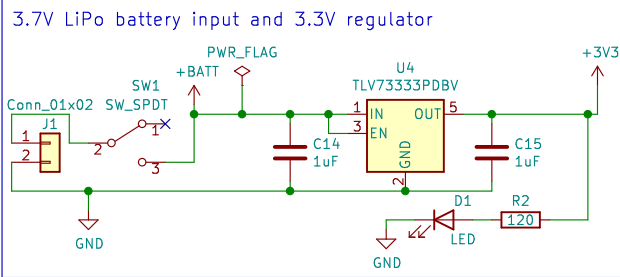 3.7V LiPo battery input and 3.3V regulator
PWR_FLAG
+3V3
+BATT
U4
SW1
TLV73333PDBV
Conn_01x02
SW_SPDT
J1
1
IN
OUT
5
1
3
EN
1
2
C14
C15
2
3
1uF
GND
1uF
2
D1
R2
120
GND
LED
GND